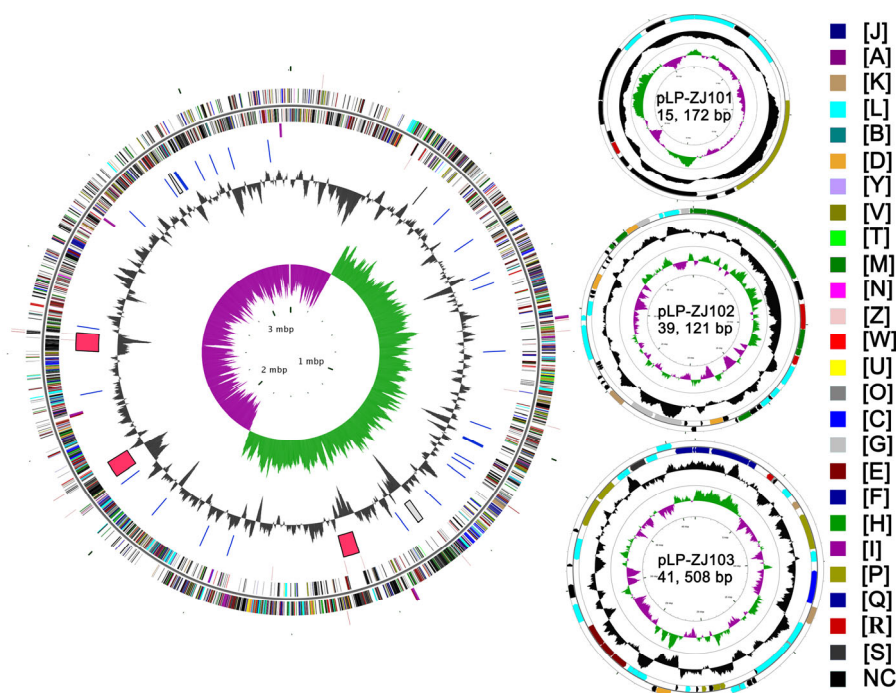 3 mbp
1 mbp
2 mbp
pLP-ZJ101
15, 172 bp
pLP-ZJ102
39, 121 bp
pLP-ZJ103
41, 508 bp
[J]
[A]
[K]
[L]
[B]
[D]
[Y]
[V]
[T]
[M]
[N]
[Z]
[W]
[U]
[O]
[C]
[G]
[E]
[F]
[H]
[I]
[P]
[Q]
[R]
[S]
NC